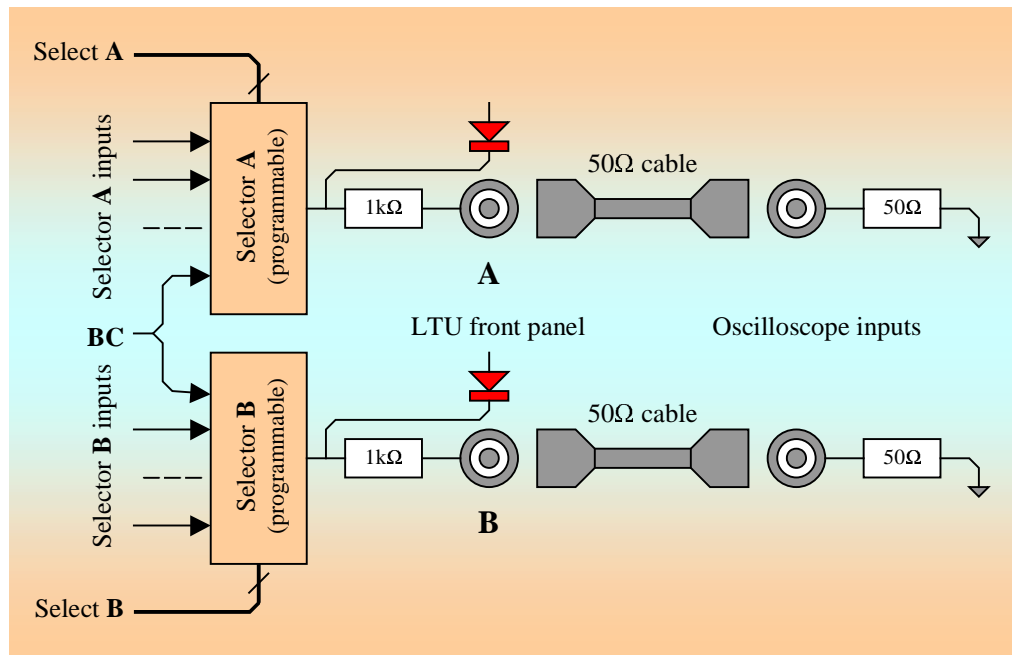 Select A
Selector A inputs
Selector A
(programmable)
1kΩ
50Ω cable
50Ω
A
BC
LTU front panel
Oscilloscope inputs
Selector B inputs
Selector B
(programmable)
1kΩ
50Ω cable
50Ω
B
Select B